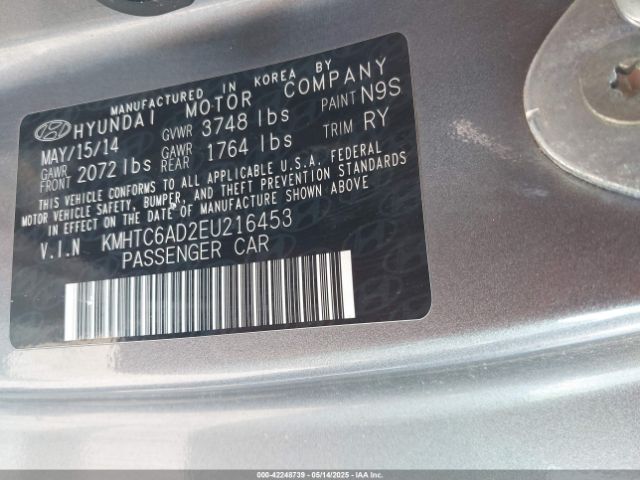 MANUFACTURED IN KOREA BY
HYUNDAI MOTOR COMPANY
MAY/15/14 GVWR 3748 lbs PAINT N9S
GAWR FRONT 2072 lbs GAWR REAR 1764 lbs TRIM RY
THIS VEHICLE CONFORMS TO ALL APPLICABLE U.S.A. FEDERAL
MOTOR VEHICLE SAFETY, BUMPER, AND THEFT PREVENTION STANDARDS
IN EFFECT ON THE DATE OF MANUFACTURE SHOWN ABOVE
V.I.N KMHTC6AD2EU216453
PASSENGER CAR
000-42248739 - 05/14/2025 - IAA, Inc.